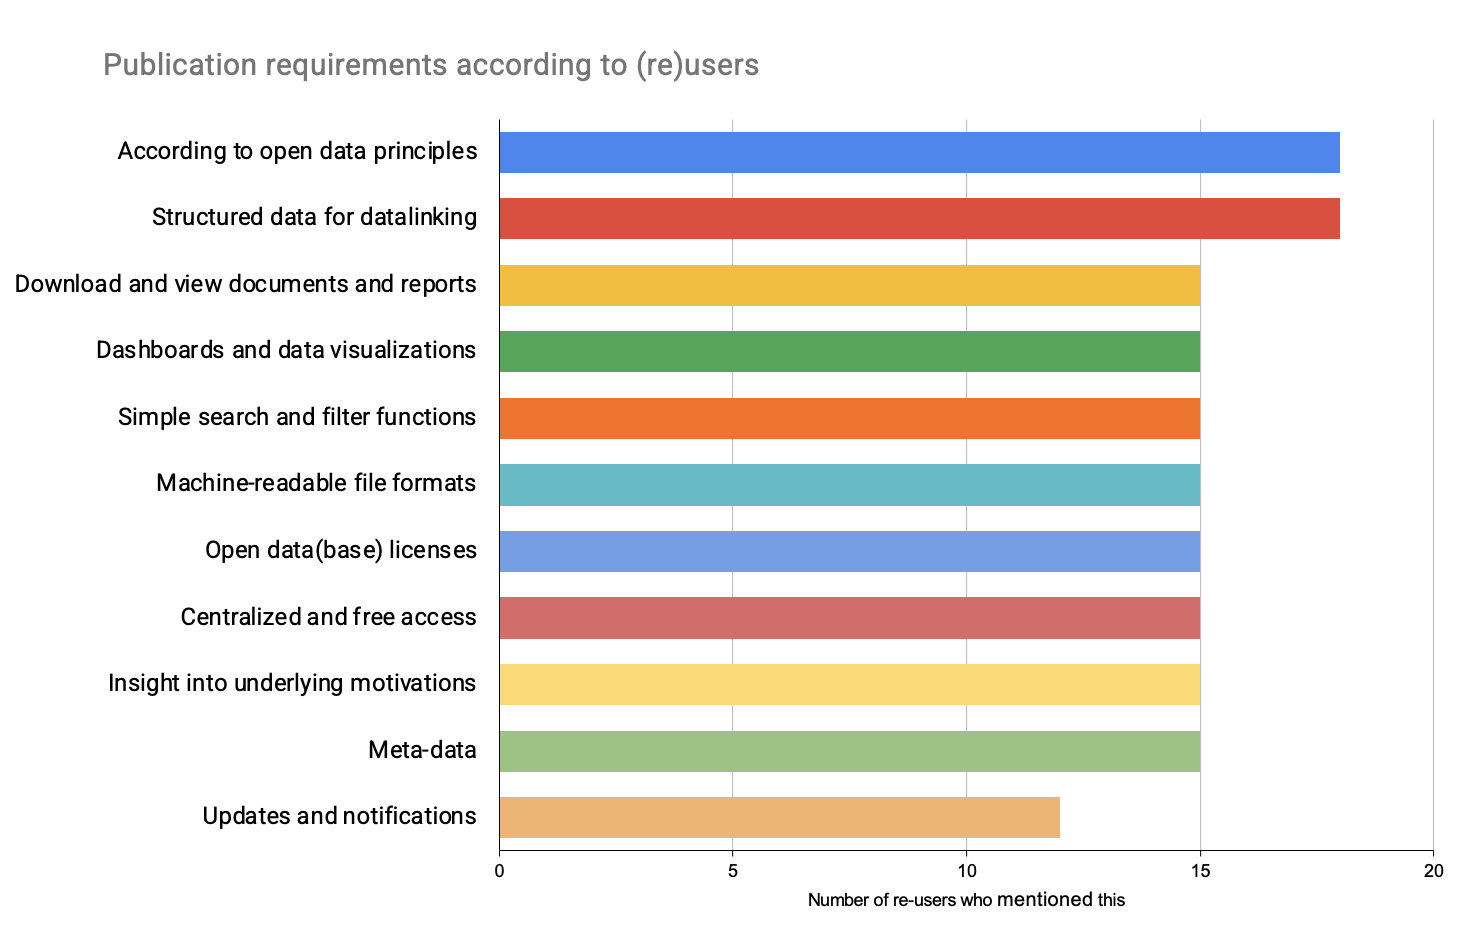 Publication requirements according to (re)users
According to open data principles
Structured data for datalinking
Download and view documents and reports
Dashboards and data visualizations
Simple search and filter functions
Machine-readable file formats
Open data(base) licenses
Centralized and free access
Insight into underlying motivations
Meta-data
Updates and notifications
0 5 10 15 20
Number of re-users who mentioned this